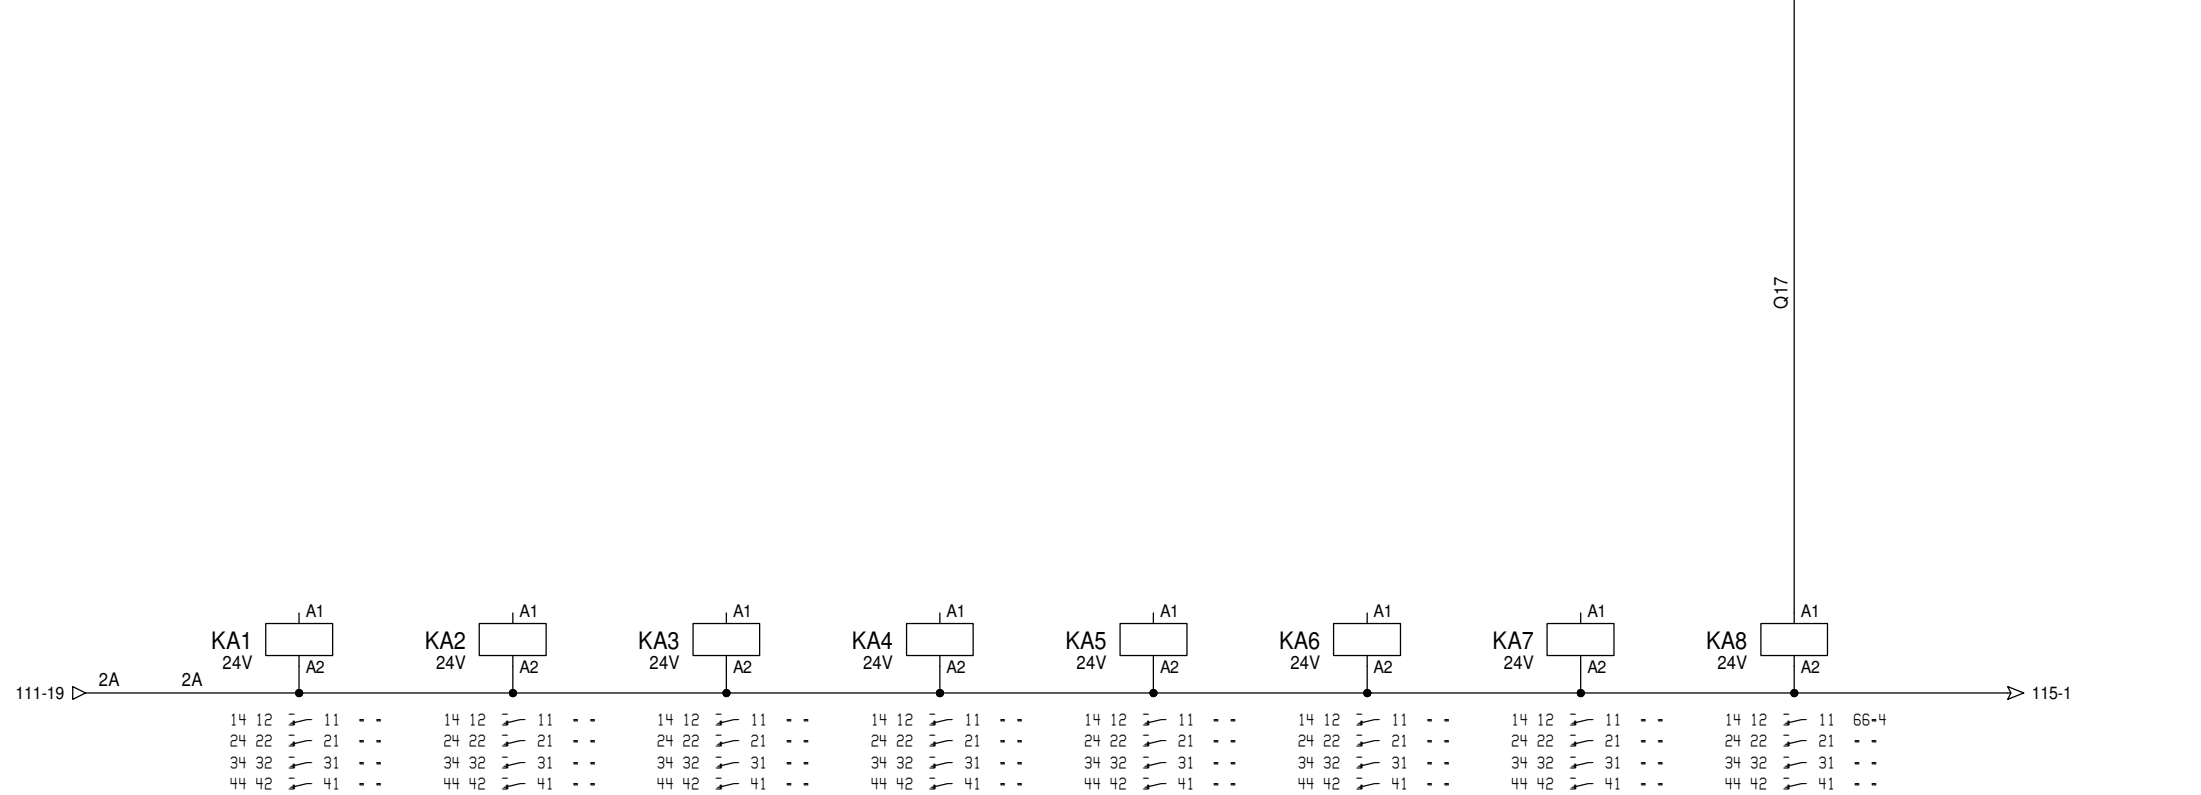 Q17
A1 A1 A1 A1 A1 A1 A1 A1
KA1 KA2 KA3 KA4 KA5 KA6 KA7 KA8
24V 24V 24V 24V 24V 24V 24V 24V
A2 A2 A2 A2 A2 A2 A2 A2
111-19 2A 2A 115-1
14 12 11 - - 14 12 11 - - 14 12 11 - - 14 12 11 - - 14 12 11 - - 14 12 11 - - 14 12 11 - - 14 12 11 66-4
24 22 21 - - 24 22 21 - - 24 22 21 - - 24 22 21 - - 24 22 21 - - 24 22 21 - - 24 22 21 - - 24 22 21 - -
34 32 31 - - 34 32 31 - - 34 32 31 - - 34 32 31 - - 34 32 31 - - 34 32 31 - - 34 32 31 - - 34 32 31 - -
44 42 41 - - 44 42 41 - - 44 42 41 - - 44 42 41 - - 44 42 41 - - 44 42 41 - - 44 42 41 - - 44 42 41 - -